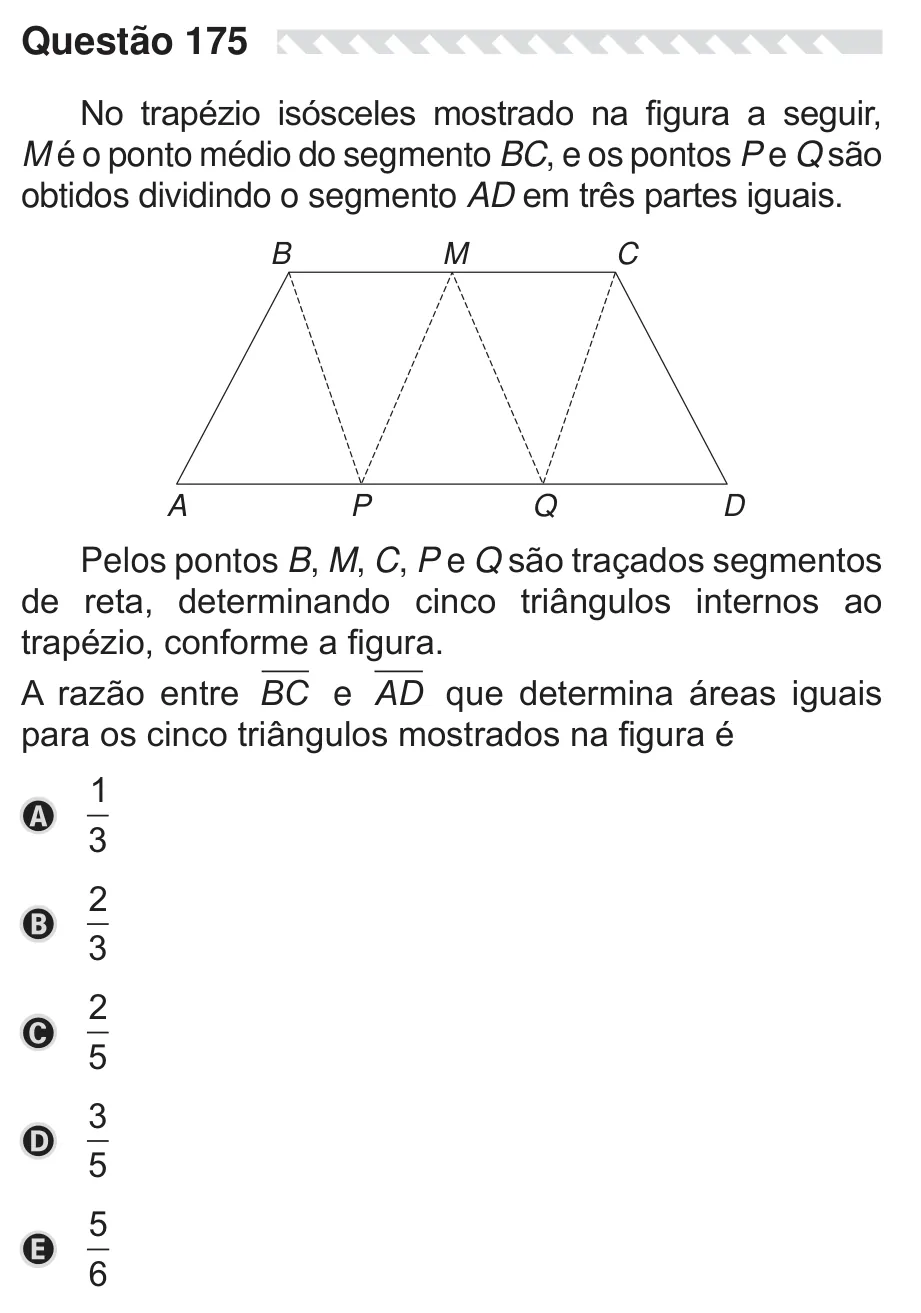 Questão 175
No trapézio isósceles mostrado na figura a seguir,
M é o ponto médio do segmento BC, e os pontos P e Q são
obtidos dividindo o segmento AD em três partes iguais.
B M C
A P Q D
Pelos pontos B, M, C, P e Q são traçados segmentos
de reta, determinando cinco triângulos internos ao
trapézio, conforme a figura.
A razão entre BC e AD que determina áreas iguais
para os cinco triângulos mostrados na figura é
A 1/3
B 2/3
C 2/5
D 3/5
E 5/6